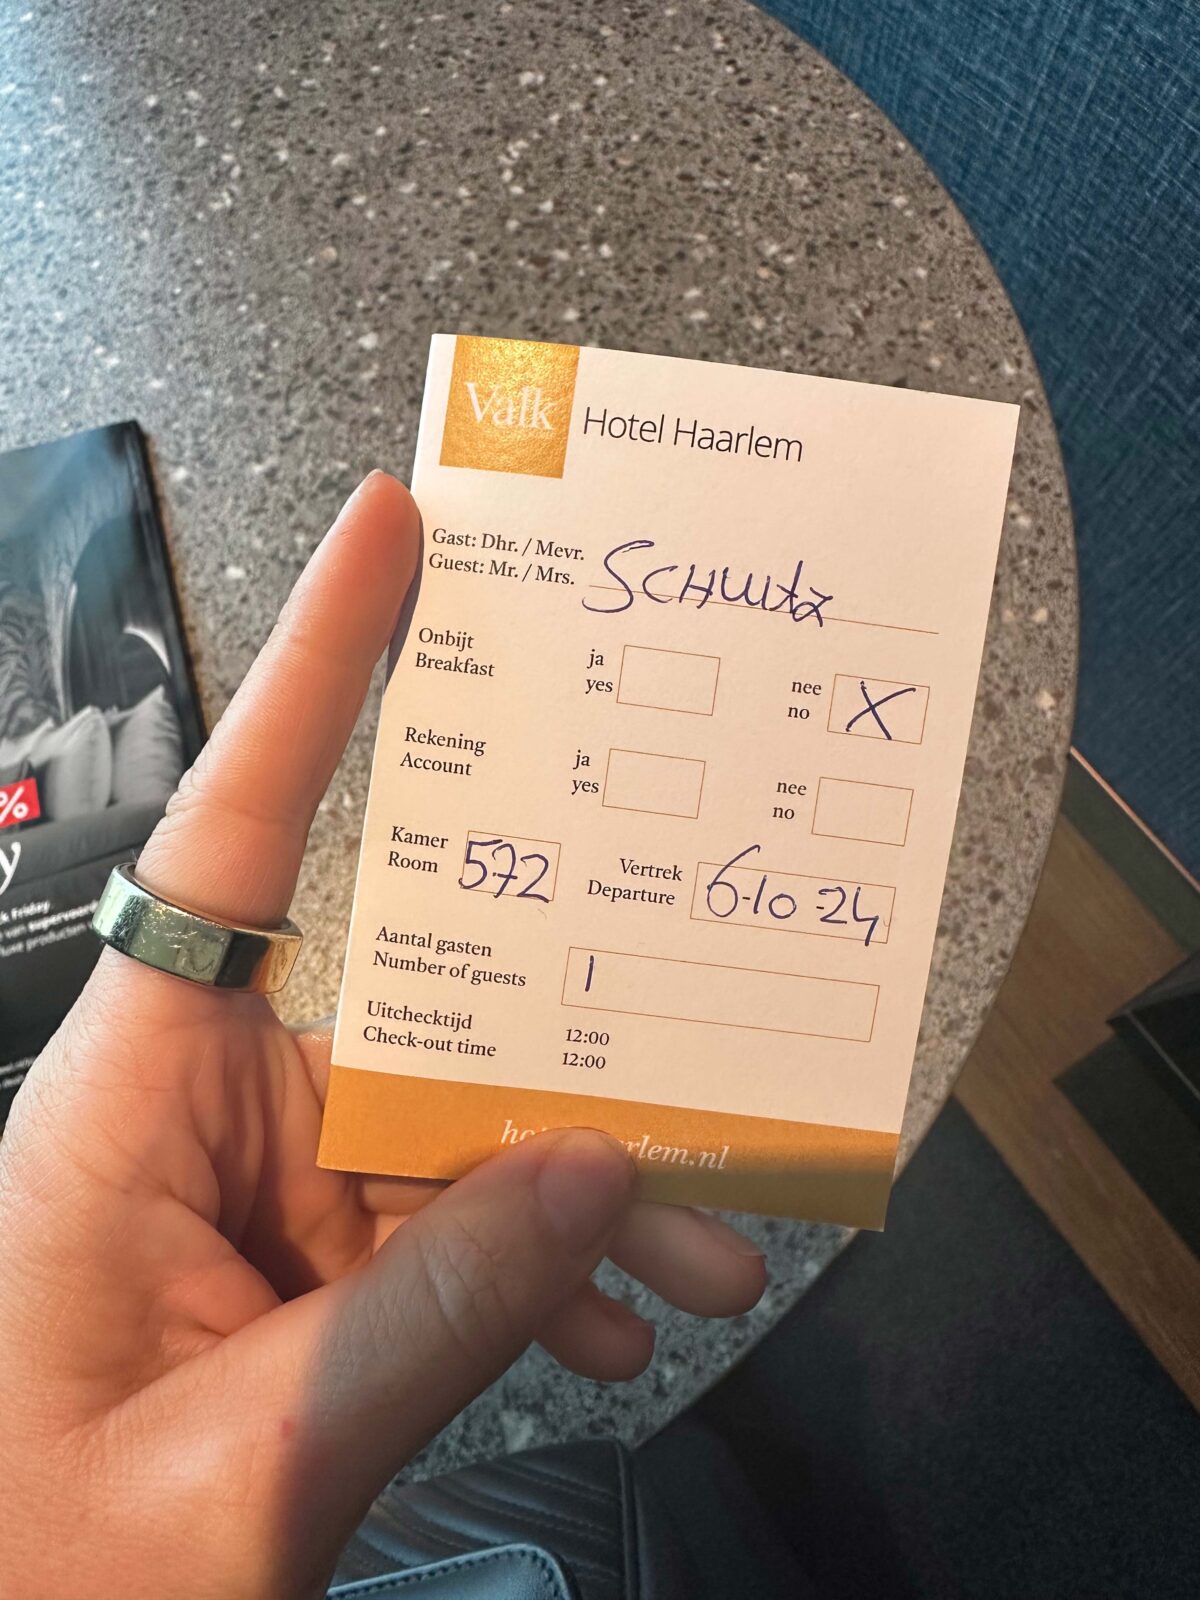 Valk Hotel Haarlem
Gast: Dhr. / Mevr.
Guest: Mr. / Mrs.
Onbijt
Breakfast
ja
yes
nee
no
X
Rekening
Account
ja
yes
nee
no
Kamer
Room
572
Vertrek
Departure
6-10-24
Aantal gasten
Number of guests
1
Uitchecktijd
Check-out time
12:00
12:00
%